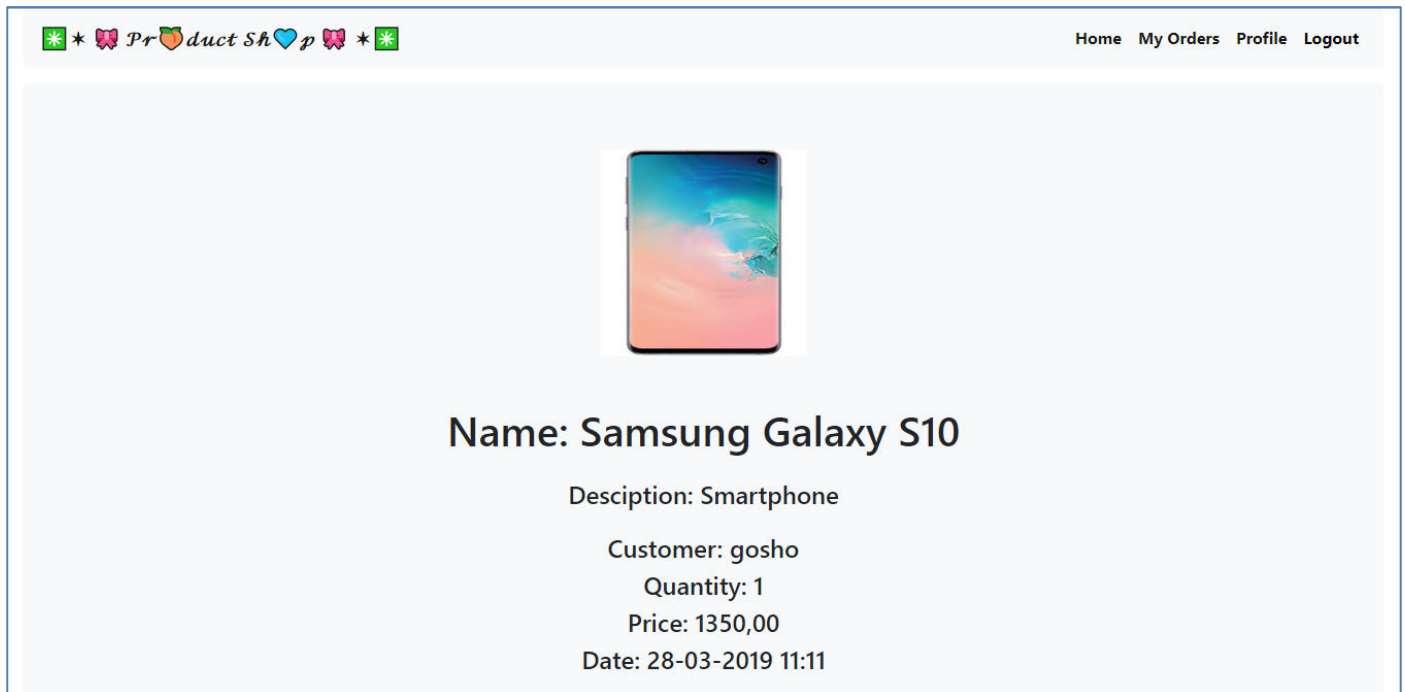 ✳✶ 🎀 𝒫𝓇🍑𝒹𝓊𝒸𝓉 𝒮𝒽💙𝓅 🎀 ✶✳
Home My Orders Profile Logout
Name: Samsung Galaxy S10
Desciption: Smartphone
Customer: gosho
Quantity: 1
Price: 1350,00
Date: 28-03-2019 11:11